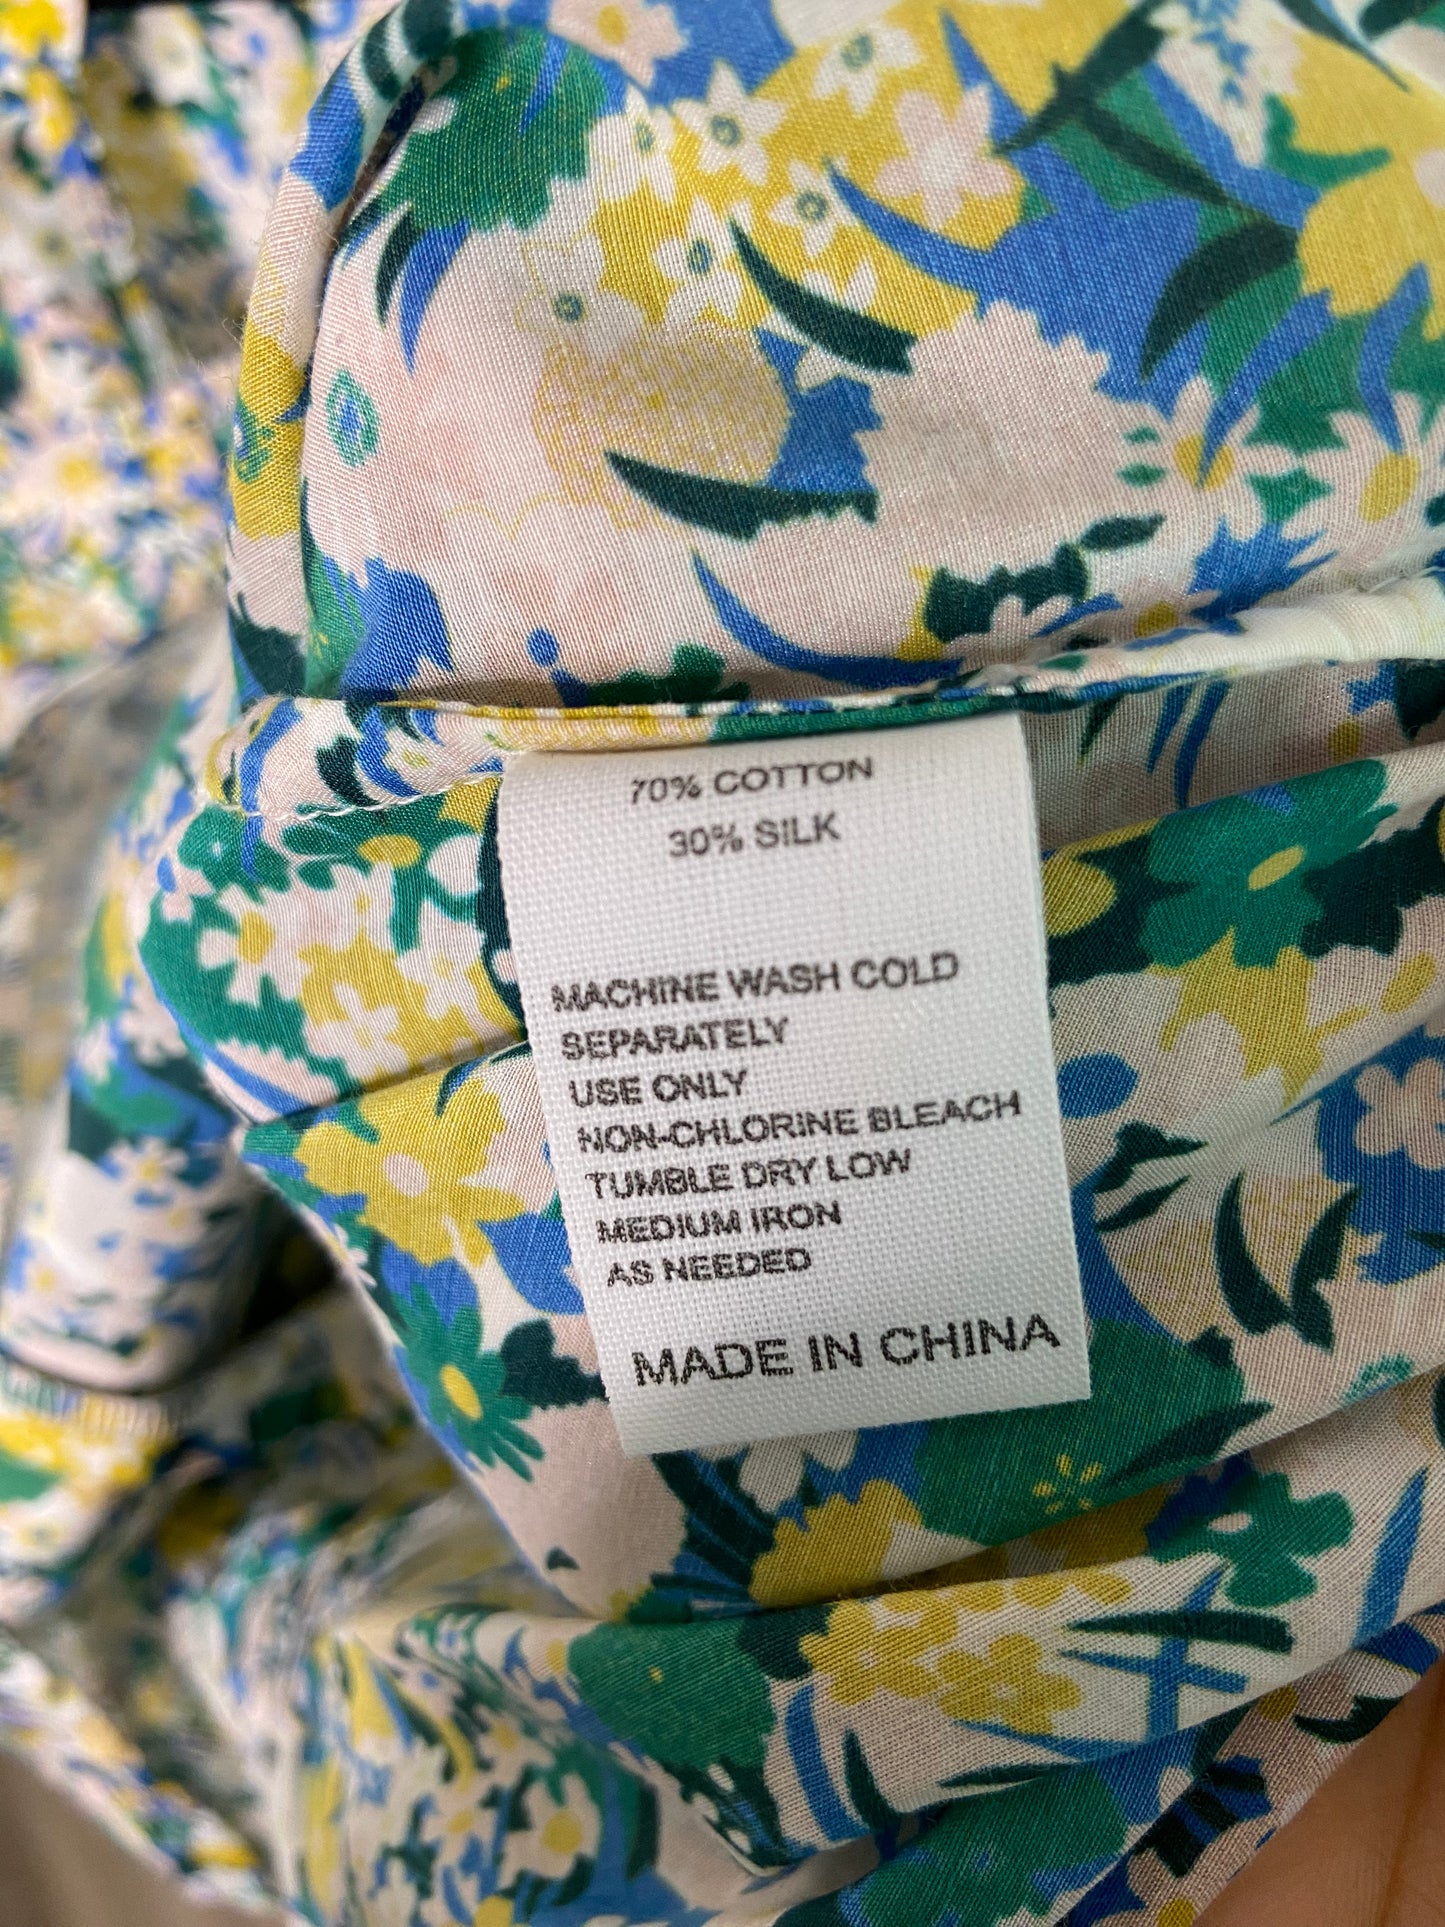 70% COTTON
30% SILK
MACHINE WASH COLD
SEPARATELY
USE ONLY
NON-CHLORINE BLEACH
TUMBLE DRY LOW
MEDIUM IRON
AS NEEDED
MADE IN CHINA